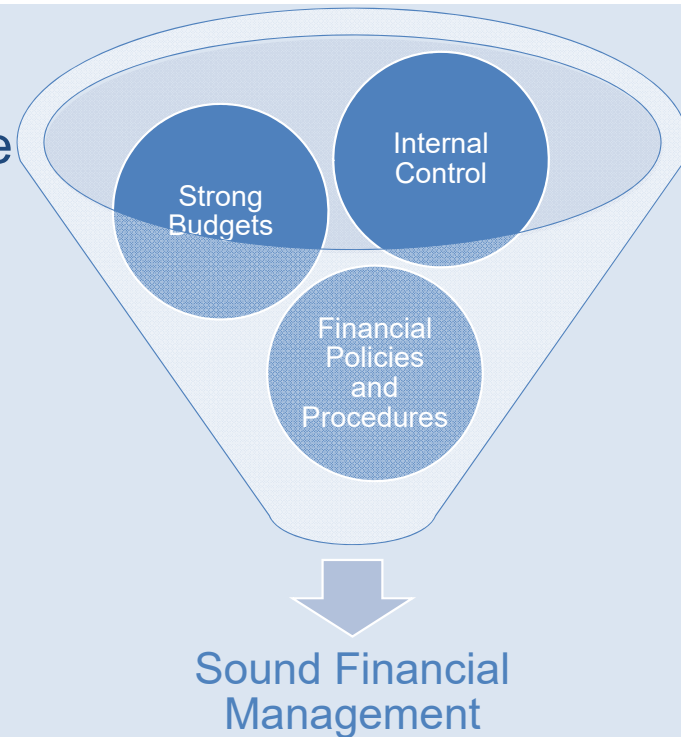 e
Internal
Control
Strong
Budgets
Financial
Policies
and
Procedures
Sound Financial
Management